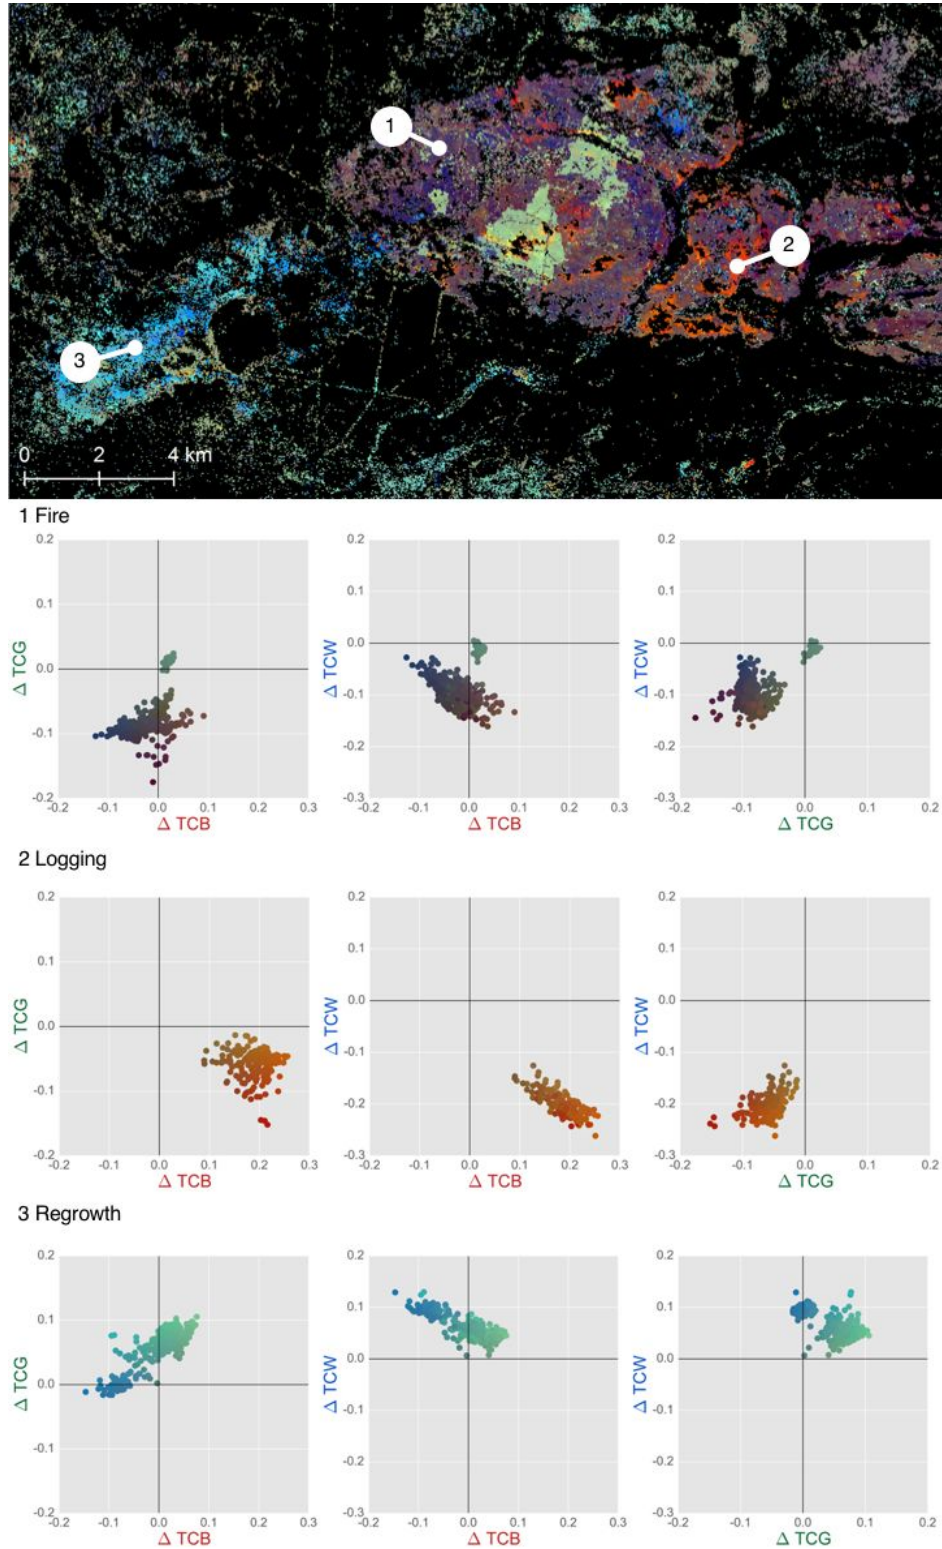 1
2
3
0 2 4 km
1 Fire
0.2 0.2 0.2
0.1 0.1 0.1
0.0 0.0 0.0
-0.1 -0.1 -0.1
-0.2 -0.2
-0.2 -0.3 -0.3
Δ TCG Δ TCW Δ TCW
-0.2 -0.1 0.0 0.1 0.2 0.3 -0.2 -0.1 0.0 0.1 0.2 0.3 -0.2 -0.1 0.0 0.1 0.2
Δ TCB Δ TCB Δ TCG
2 Logging
0.2 0.2 0.2
0.1 0.1 0.1
0.0 0.0 0.0
-0.1 -0.1 -0.1
-0.2 -0.2
-0.2 -0.3 -0.3
Δ TCG Δ TCW Δ TCW
-0.2 -0.1 0.0 0.1 0.2 0.3 -0.2 -0.1 0.0 0.1 0.2 0.3 -0.2 -0.1 0.0 0.1 0.2
Δ TCB Δ TCB Δ TCG
3 Regrowth
0.2 0.2 0.2
0.1 0.1 0.1
0.0 0.0 0.0
-0.1 -0.1 -0.1
-0.2 -0.2
-0.2 -0.3 -0.3
Δ TCG Δ TCW Δ TCW
-0.2 -0.1 0.0 0.1 0.2 0.3 -0.2 -0.1 0.0 0.1 0.2 0.3 -0.2 -0.1 0.0 0.1 0.2
Δ TCB Δ TCB Δ TCG